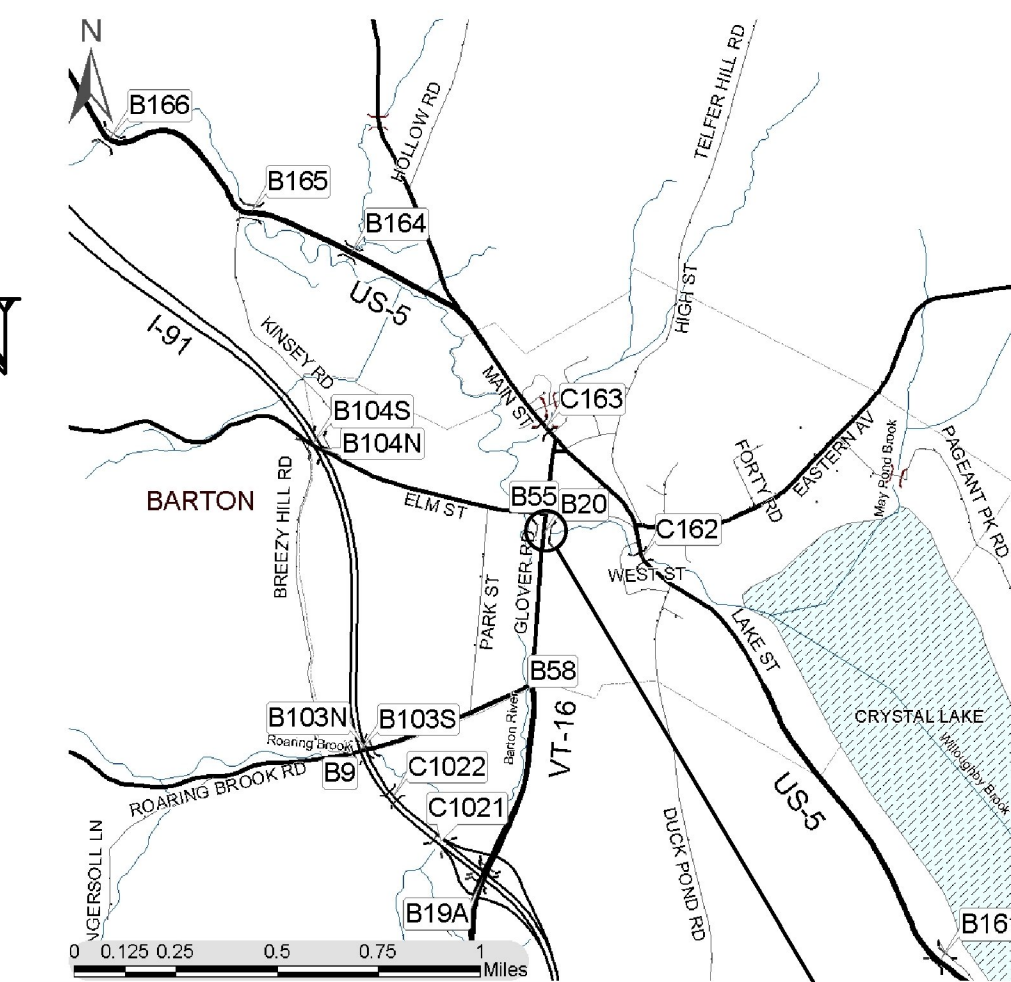 N
B166
HOLLOW RD
TELFER HILL RD
B165
B164
US-5
I-91
HIGH ST
KINSEY RD
MAIN ST
C163
B104S
B104N
EASTERN AV
FORTY RD
May Pond Brook
PAGEANT PK RD
BARTON
BREEZY HILL RD
ELM ST
B55
B20
C162
WEST ST
GLOVER RD
PARK ST
LAKE ST
B58
CRYSTAL LAKE
B103N
B103S
Roaring Brook
Barton River
VT-16
Willoughby Brook
B9
C1022
ROARING BROOK RD
US-5
C1021
DUCK POND RD
NGERSOLL LN
B19A
B16
0 0.125 0.25 0.5 0.75 1
Miles